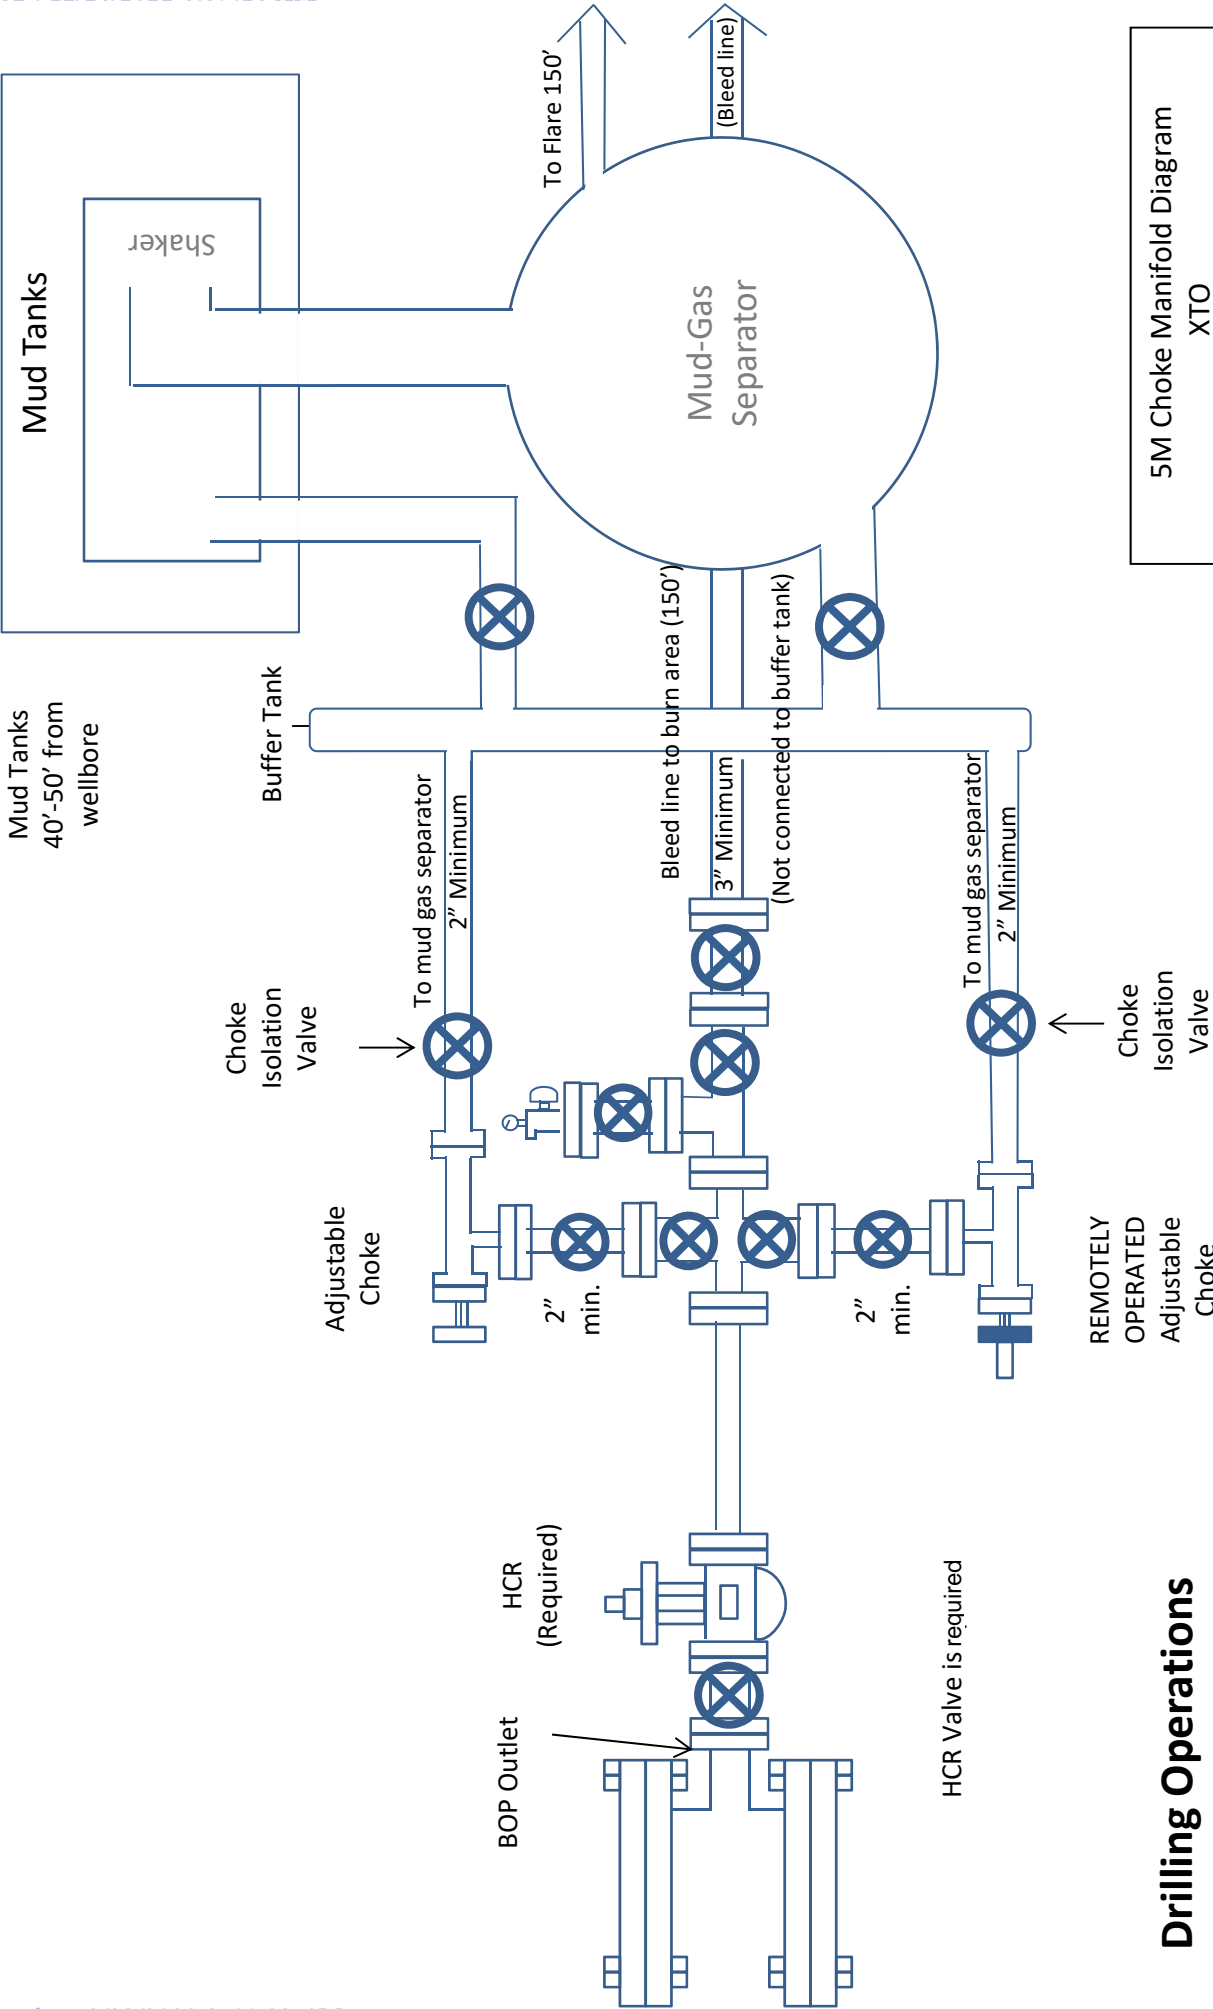 Mud Tanks
40’-50’ from
wellbore
Mud Tanks
Shaker
Buffer Tank
To Flare 150’
(Bleed line)
Mud-Gas
Separator
Choke
Isolation
Valve
To mud gas separator
2” Minimum
Bleed line to burn area (150’)
3” Minimum
(Not connected to buffer tank)
To mud gas separator
2” Minimum
Choke
Isolation
Valve
Adjustable
Choke
2”
min.
2”
min.
REMOTELY
OPERATED
Adjustable
Choke
HCR
(Required)
BOP Outlet
HCR Valve is required
Drilling Operations
5M Choke Manifold Diagram
XTO